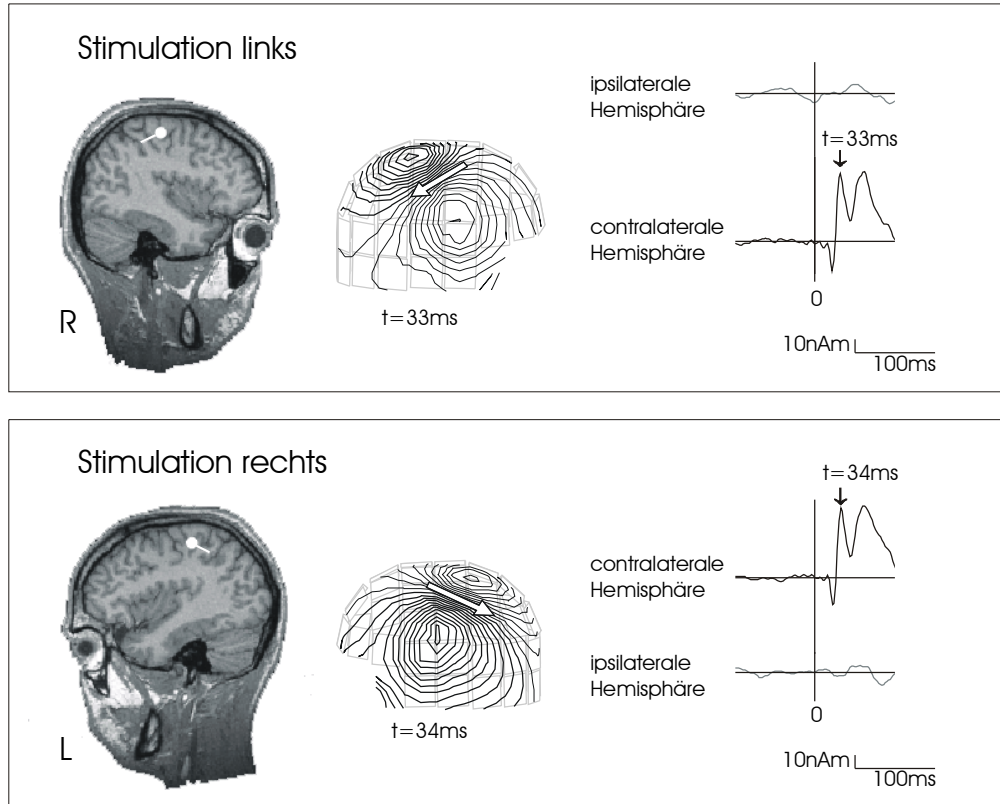 Stimulation links
ipsilaterale
Hemisphäre
t=33ms
contralaterale
Hemisphäre
0
R
t=33ms
10nAm
100ms
Stimulation rechts
t=34ms
contralaterale
Hemisphäre
ipsilaterale
Hemisphäre
0
L
t=34ms
10nAm
100ms